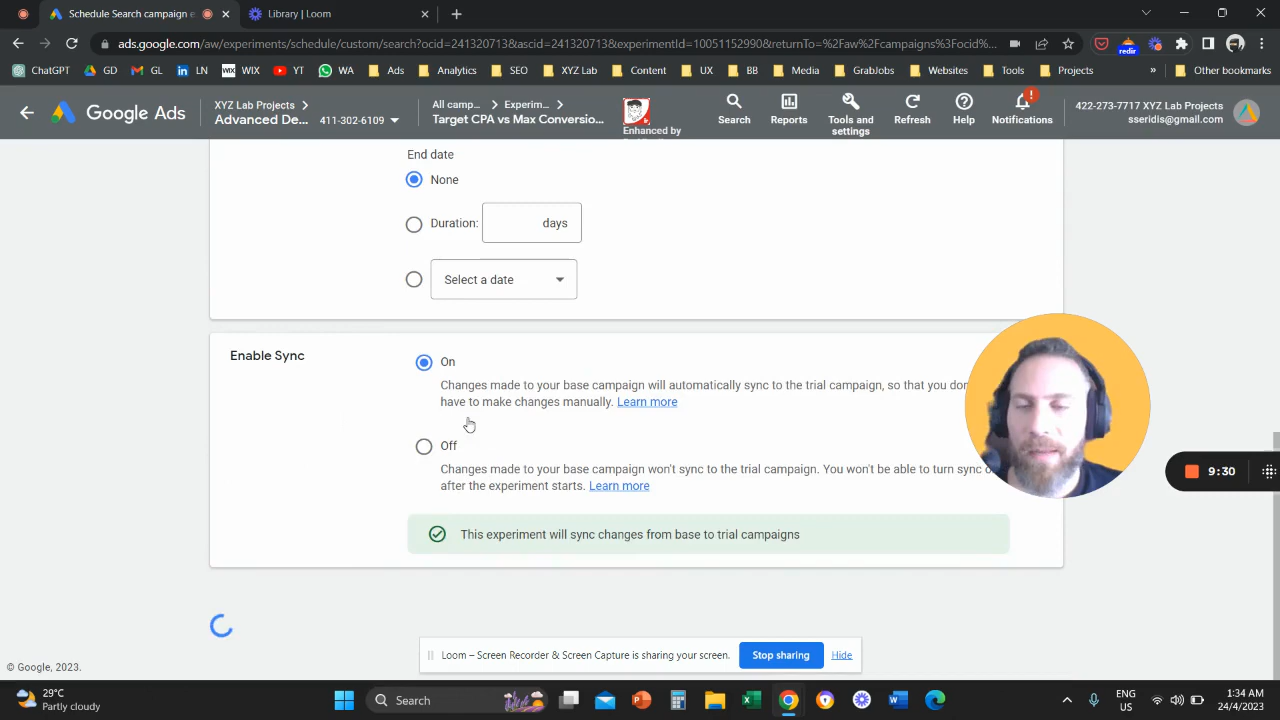 Schedule Search campaign e
Library | Loom
ads.google.com/aw/experiments/schedule/custom/search?cid=241320713&ascid=241320713&experimentId=10051152990&returnTo=%2Faw%2Fcampaigns%3Focid%...
redir
ChatGPT
GD
GL
LN
WIX
WIX
YT
WA
Ads
Analytics
SEO
XYZ Lab
Content
UX
BB
Media
GrabJobs
Websites
Tools
Projects
»
Other bookmarks
Google Ads
XYZ Lab Projects
Advanced De... 411-302-6109
All camp... Experim...
Target CPA vs Max Conversio...
Enhanced by
Search
Reports
Tools and
settings
Refresh
Help
!
Notifications
422-273-7717 XYZ Lab Projects
sseridis@gmail.com
End date
None
Duration: days
Select a date
Enable Sync
On
Changes made to your base campaign will automatically sync to the trial campaign, so that you don
have to make changes manually. Learn more
Off
Changes made to your base campaign won't sync to the trial campaign. You won't be able to turn sync o
after the experiment starts. Learn more
9:30
This experiment will sync changes from base to trial campaigns
Loom – Screen Recorder & Screen Capture is sharing your screen. Stop sharing Hide
© Google, 2023.
29°C
Partly cloudy
Search
ENG
US
1:34 AM
24/4/2023